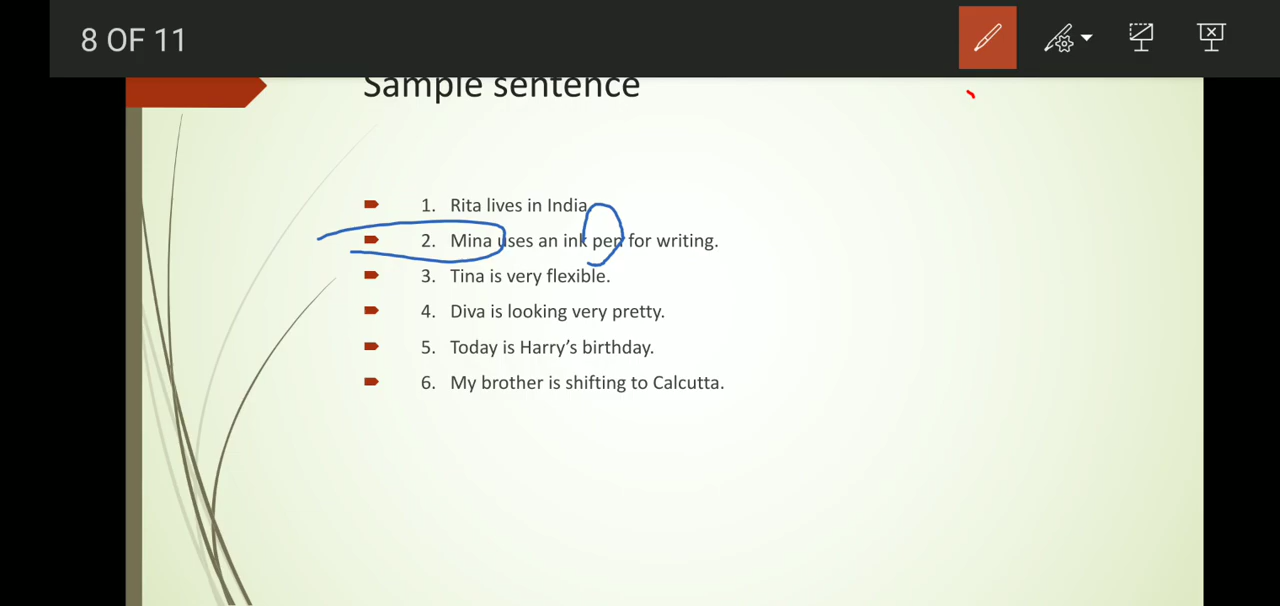 8 OF 11
Sample sentence
1. Rita lives in India.
2. Mina uses an ink pen for writing.
3. Tina is very flexible.
4. Diva is looking very pretty.
5. Today is Harry’s birthday.
6. My brother is shifting to Calcutta.